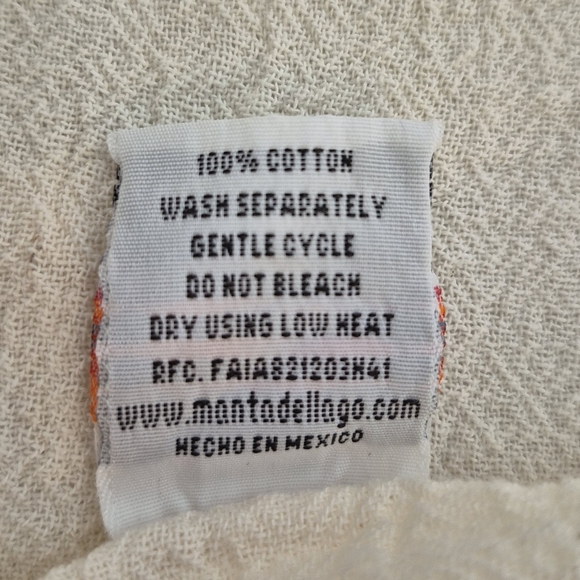 100% COTTON
WASH SEPARATELY
GENTLE CYCLE
DO NOT BLEACH
DRY USING LOW HEAT
RFC. FAIA821203H41
www.mantadellago.com
HECHO EN MEXICO